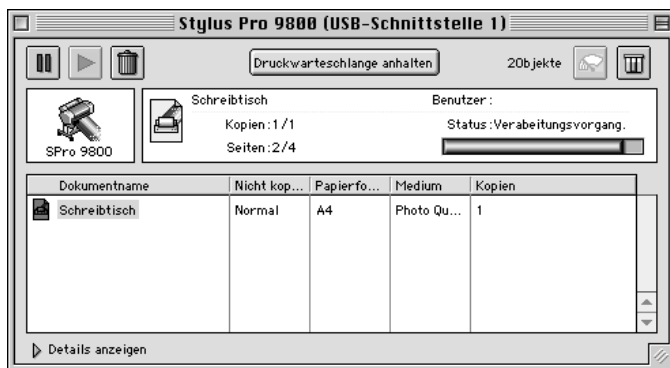 Stylus Pro 9800 (USB-Schnittstelle 1)
Druckwarteschlange anhalten
2Objekte
SPro 9800
Schreibtisch
Benutzer:
Kopien:1/1
Status:Verabeitungsvorgang.
Seiten:2/4
Dokumentname Nicht kop... Papierfo... Medium Kopien
Schreibtisch Normal A4 Photo Qu... 1
Details anzeigen